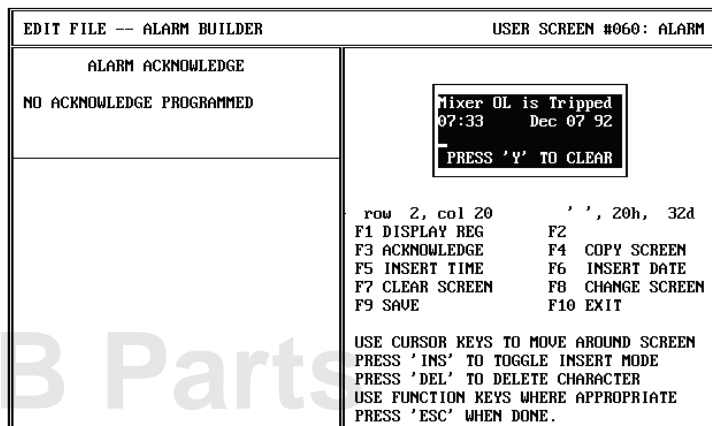 EDIT FILE -- ALARM BUILDER
USER SCREEN #060: ALARM
ALARM ACKNOWLEDGE
NO ACKNOWLEDGE PROGRAMMED
Mixer OL is Tripped
07:33 Dec 07 92
PRESS 'Y' TO CLEAR
row 2, col 20 ' ', 20h, 32d
F1 DISPLAY REG F2
F3 ACKNOWLEDGE F4 COPY SCREEN
F5 INSERT TIME F6 INSERT DATE
F7 CLEAR SCREEN F8 CHANGE SCREEN
F9 SAVE F10 EXIT
USE CURSOR KEYS TO MOVE AROUND SCREEN
PRESS 'INS' TO TOGGLE INSERT MODE
PRESS 'DEL' TO DELETE CHARACTER
USE FUNCTION KEYS WHERE APPROPRIATE
PRESS 'ESC' WHEN DONE.
B Parts